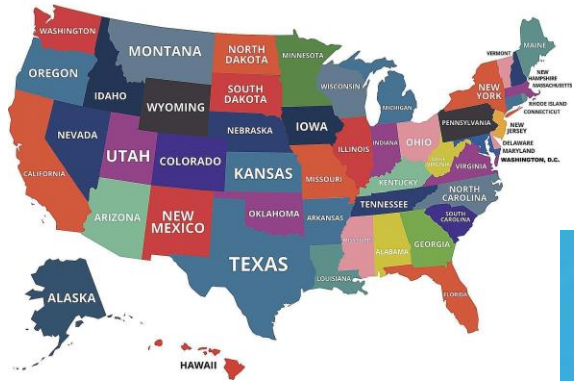 WASHINGTON
MONTANA
NORTH
DAKOTA
MINNESOTA
MAINE
VERMONT
OREGON
IDAHO
SOUTH
DAKOTA
WISCONSIN
MICHIGAN
NEW
YORK
NEW
HAMPSHIRE
MASSACHUSETTS
RHODE ISLAND
CONNECTICUT
WYOMING
IOWA
PENNSYLVANIA
NEW
JERSEY
NEVADA
UTAH
COLORADO
NEBRASKA
ILLINOIS
INDIANA
OHIO
DELAWARE
MARYLAND
WASHINGTON, D.C.
WEST
VIRGINIA
VIRGINIA
CALIFORNIA
KANSAS
MISSOURI
KENTUCKY
NORTH
CAROLINA
ARIZONA
NEW
MEXICO
OKLAHOMA
ARKANSAS
TENNESSEE
SOUTH
CAROLINA
TEXAS
LOUISIANA
MISSISSIPPI
ALABAMA
GEORGIA
FLORIDA
ALASKA
HAWAII